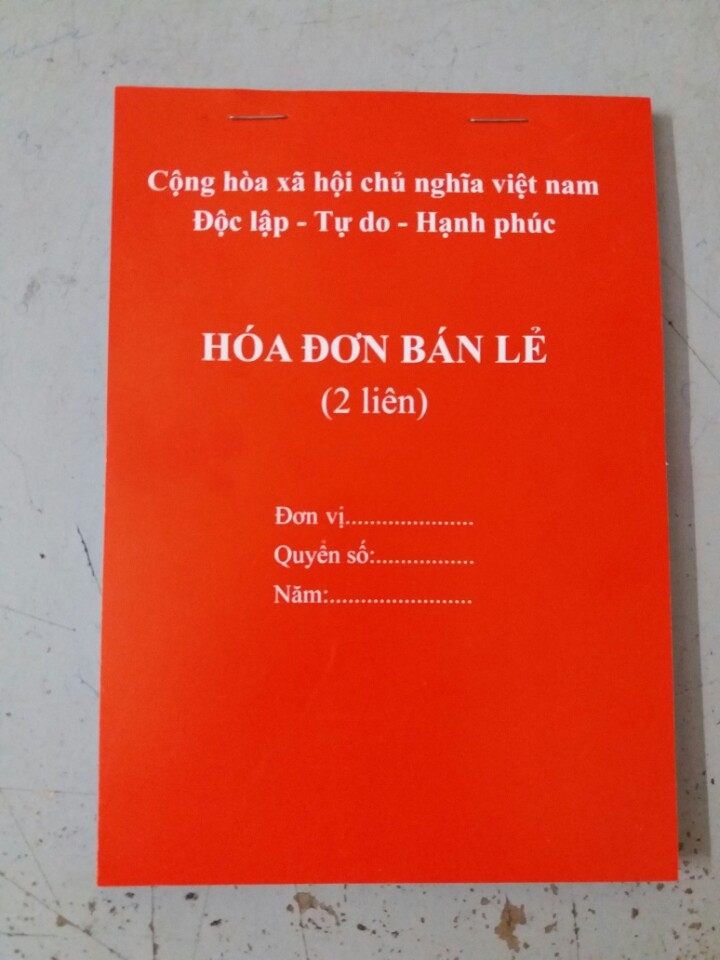 Cộng hòa xã hội chủ nghĩa việt nam
Độc lập - Tự do - Hạnh phúc
HÓA ĐƠN BÁN LẺ
(2 liên)
Đơn vị.....................
Quyển số:................
Năm:.......................